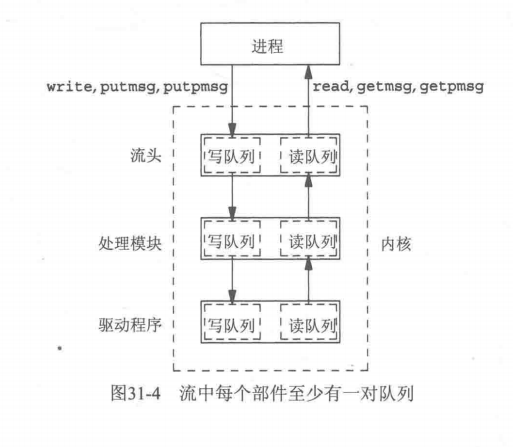 进程
write, putmsg, putpmsg
read, getmsg, getpmsg
流头
写队列
读队列
处理模块
写队列
读队列
内核
驱动程序
写队列
读队列
图31-4 流中每个部件至少有一对队列